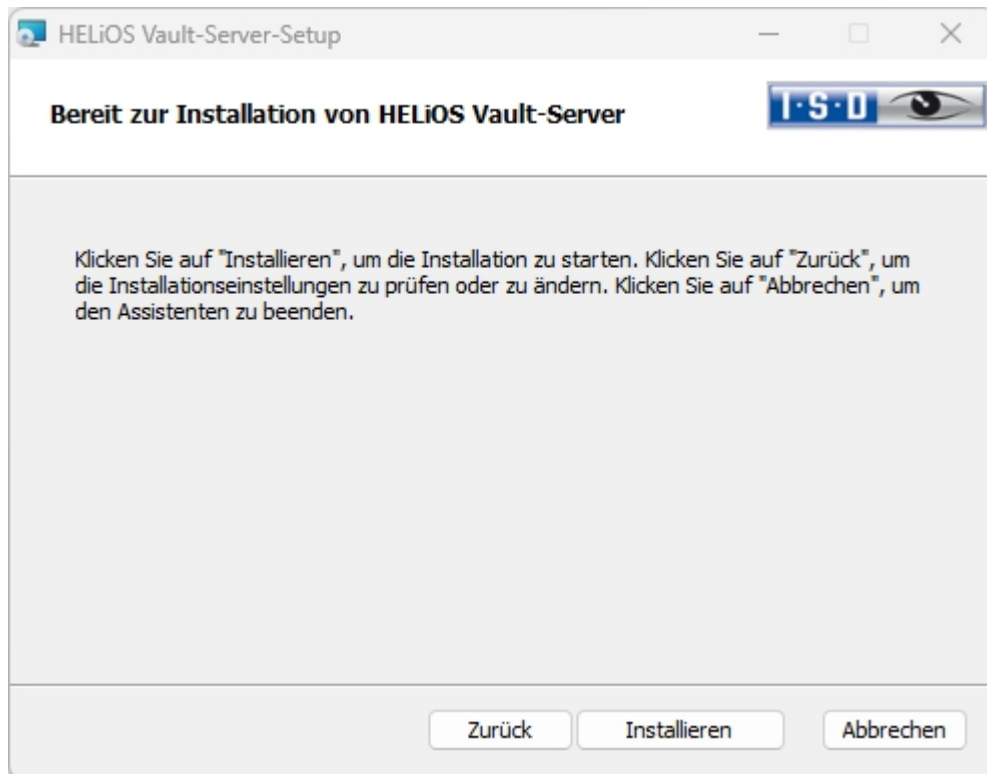 HELiOS Vault-Server-Setup
Bereit zur Installation von HELiOS Vault-Server
I·S·D
Klicken Sie auf "Installieren", um die Installation zu starten. Klicken Sie auf "Zurück", um
die Installationseinstellungen zu prüfen oder zu ändern. Klicken Sie auf "Abbrechen", um
den Assistenten zu beenden.
Zurück
Installieren
Abbrechen